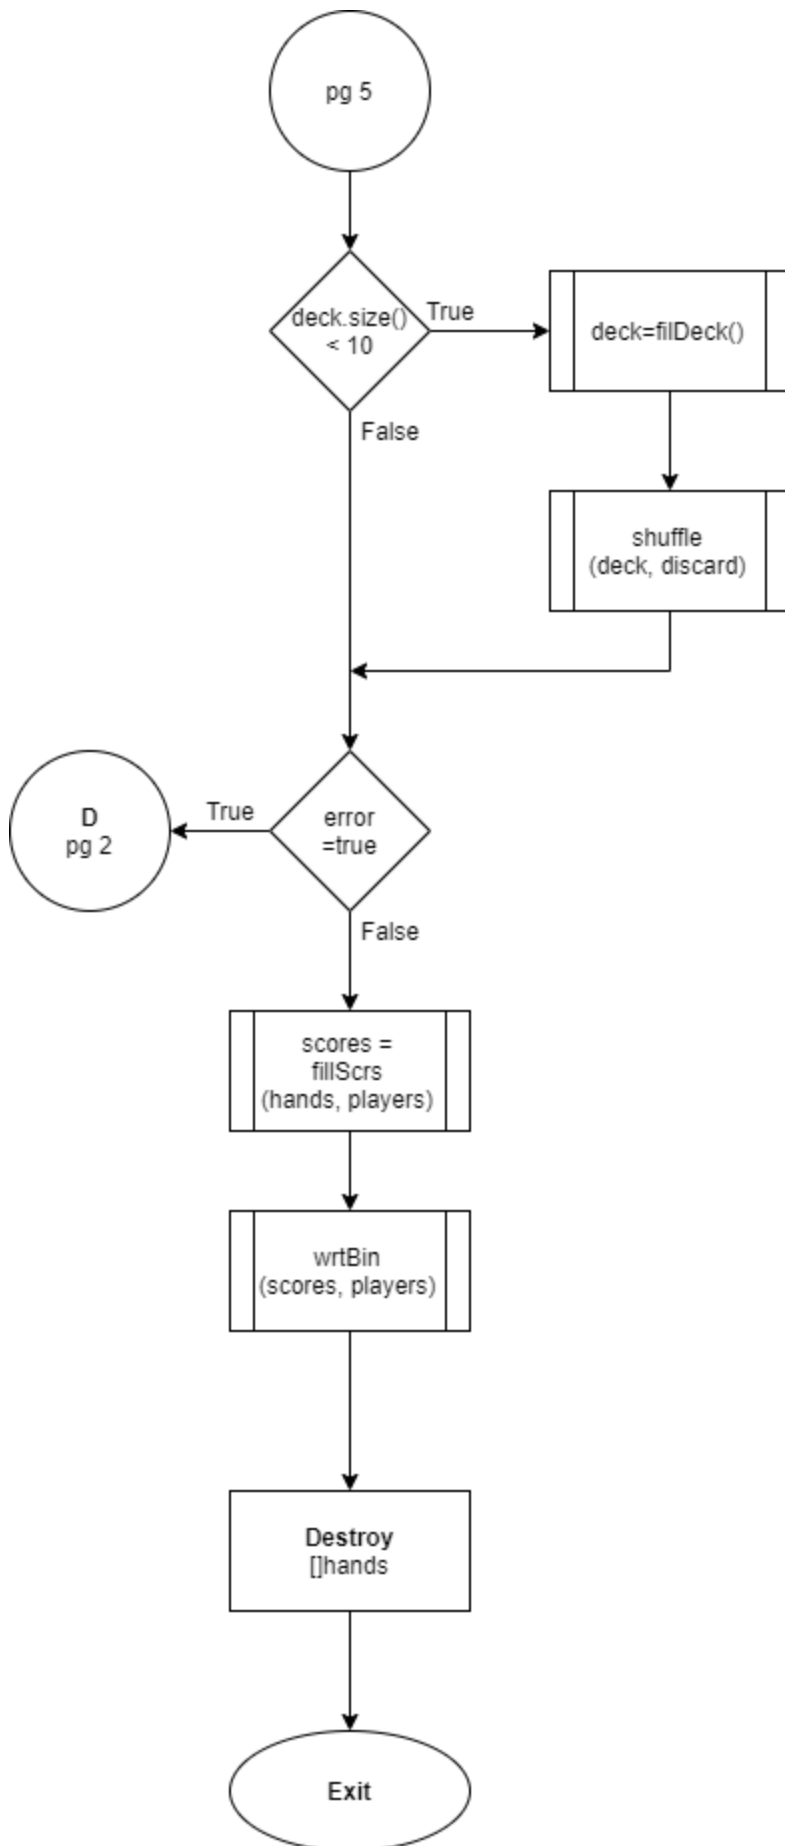 pg 5
deck.size()
< 10
True
deck=fillDeck()
False
shuffle
(deck, discard)
D
pg 2
True
error
=true
False
scores =
fillScrs
(hands, players)
wrtBin
(scores, players)
Destroy
[]hands
Exit